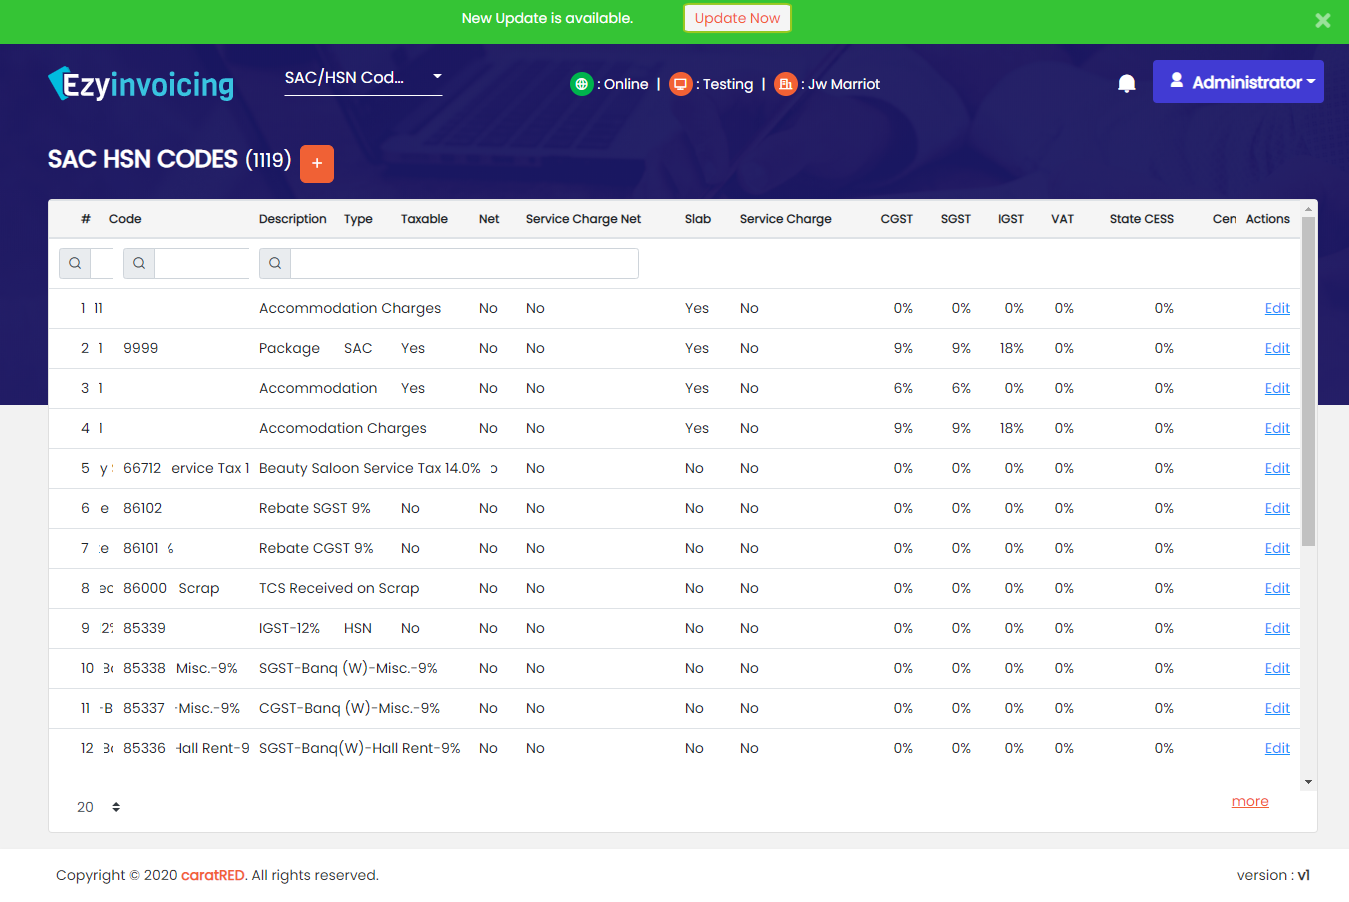 New Update is available. Update Now
Ezyinvoicing SAC/HSN Cod... : Online | : Testing | : Jw Marriot Administrator
SAC HSN CODES (1119) +
# Code Description Type Taxable Net Service Charge Net Slab Service Charge CGST SGST IGST VAT State CESS Cen Actions
1 11 Accommodation Charges No No Yes No 0% 0% 0% 0% 0% Edit
2 1 9999 Package SAC Yes No No Yes No 9% 9% 18% 0% 0% Edit
3 1 Accommodation Yes No No Yes No 6% 6% 0% 0% 0% Edit
4 1 Accomodation Charges No No Yes No 9% 9% 18% 0% 0% Edit
5 66712 ervice Tax 1 Beauty Saloon Service Tax 14.0% No No No 0% 0% 0% 0% 0% Edit
6 e 86102 Rebate SGST 9% No No No No No 0% 0% 0% 0% 0% Edit
7 e 86101 % Rebate CGST 9% No No No No No 0% 0% 0% 0% 0% Edit
8 86000 Scrap TCS Received on Scrap No No No No 0% 0% 0% 0% 0% Edit
9 2% 85339 IGST-12% HSN No No No No No 0% 0% 0% 0% 0% Edit
10 85338 Misc.-9% SGST-Banq (W)-Misc.-9% No No No No 0% 0% 0% 0% 0% Edit
11 -B 85337 -Misc.-9% CGST-Banq (W)-Misc.-9% No No No No 0% 0% 0% 0% 0% Edit
12 85336 Hall Rent-9 SGST-Banq(W)-Hall Rent-9% No No No No 0% 0% 0% 0% 0% Edit
20 more
Copyright © 2020 caratRED. All rights reserved. version : v1